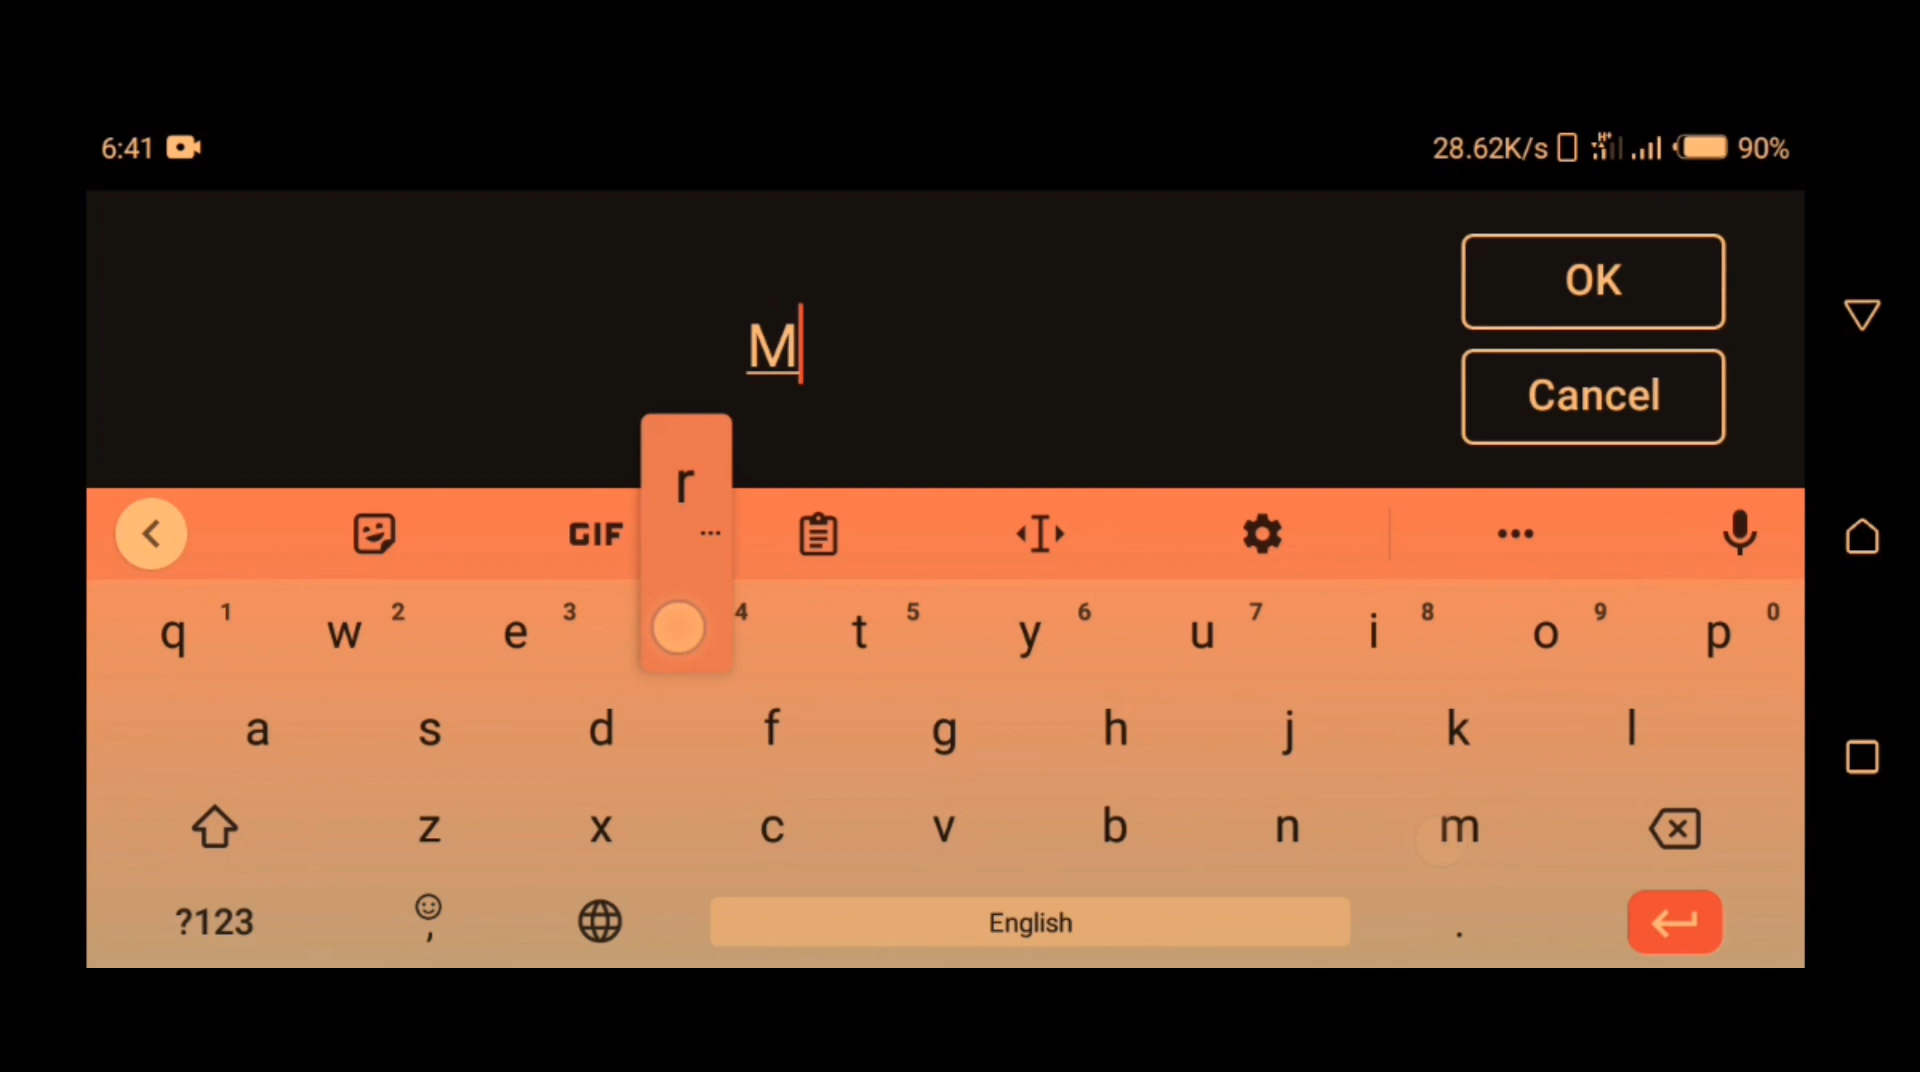 6:41 28.62K/s H+ 90%
OK
M
Cancel
r
GIF ... ...
q 1 w 2 e 3 4 t 5 y 6 u 7 i 8 o 9 p 0
a s d f g h j k l
z x c v b n m
?123 , English .